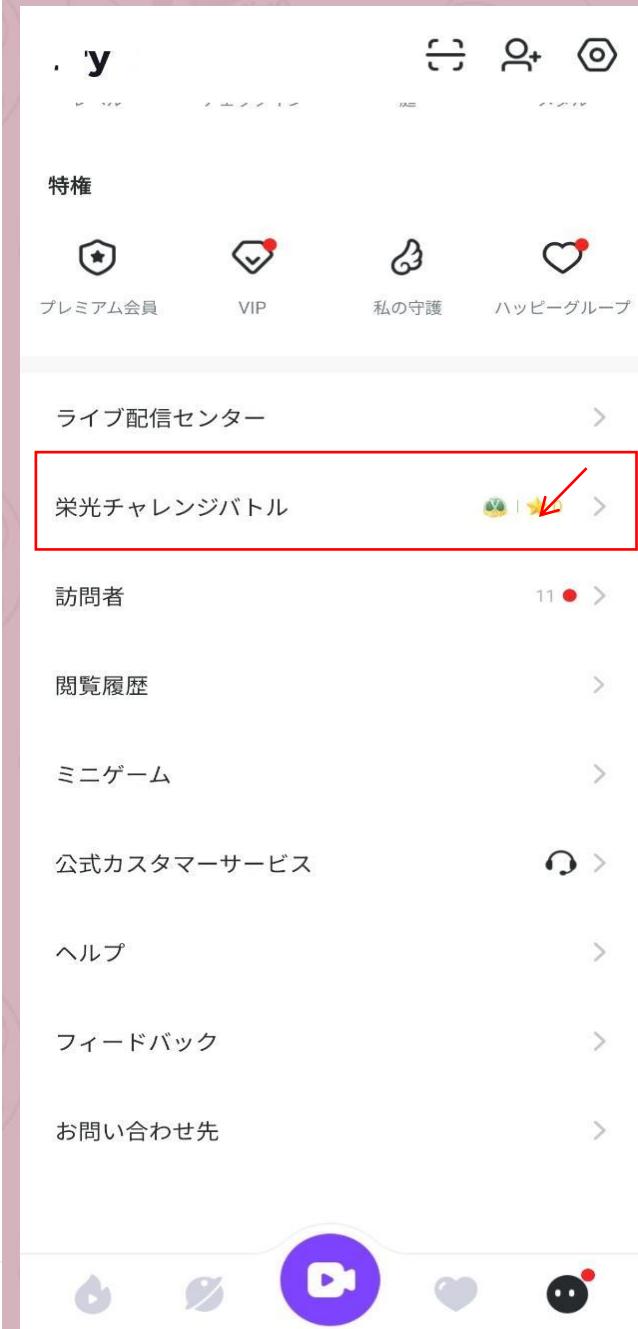 y
特権
プレミアム会員 VIP 私の守護 ハッピーグループ
ライブ配信センター
栄光チャレンジバトル
訪問者 11
閲覧履歴
ミニゲーム
公式カスタマーサービス
ヘルプ
フィードバック
お問い合わせ先